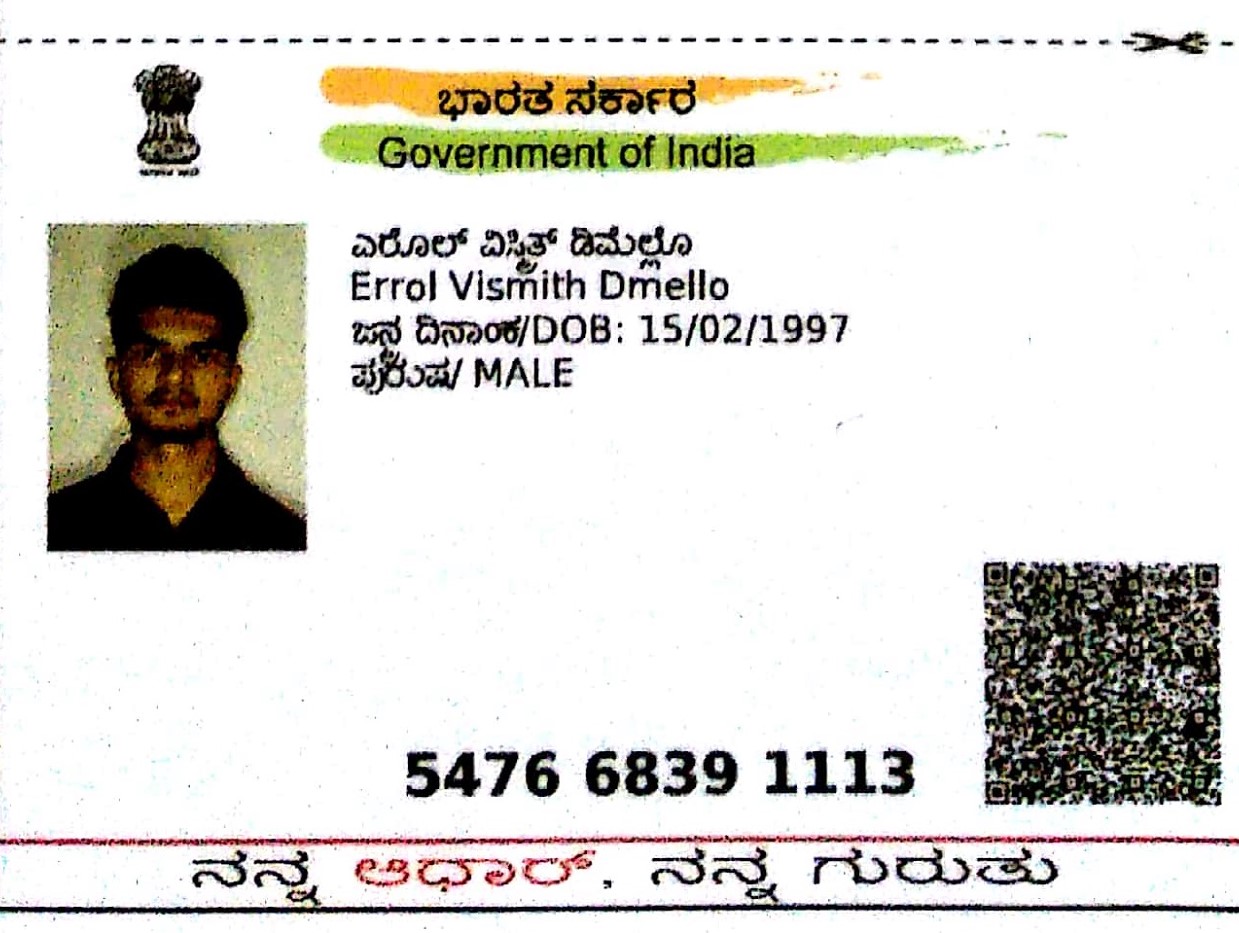 ಭಾರತ ಸರ್ಕಾರ
Government of India
ಎರೊಲ್ ವಿಸ್ಮಿತ್ ಡಿಮೆಲ್ಲೊ
Errol Vismith Dmello
ಜನ್ಮ ದಿನಾಂಕ/DOB: 15/02/1997
ಪುರುಷ/ MALE
5476 6839 1113
ನನ್ನ ಆಧಾರ್, ನನ್ನ ಗುರುತು